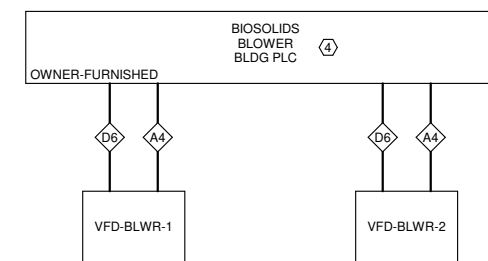 BIOSOLIDS
BLOWER
BLDG PLC
4
OWNER-FURNISHED
D6 A4 D6 A4
VFD-BLWR-1 VFD-BLWR-2